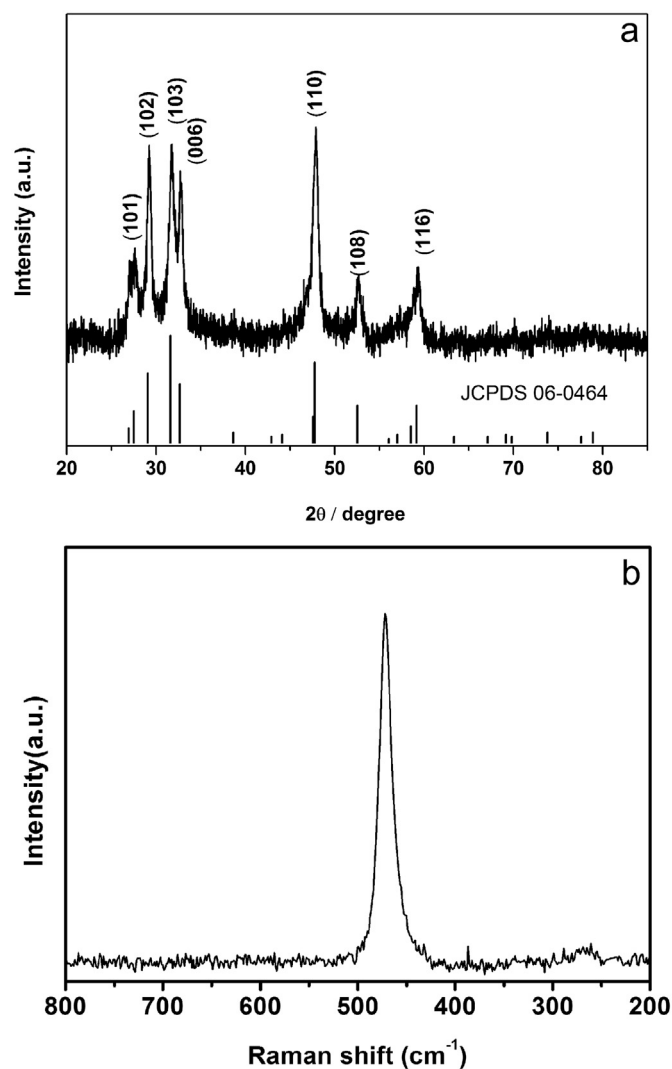 a
Intensity (a.u.)
(101)
(102)
(103)
(006)
(110)
(108)
(116)
JCPDS 06-0464
20 30 40 50 60 70 80
2θ / degree
b
Intensity(a.u.)
800 700 600 500 400 300 200
Raman shift (cm⁻¹)